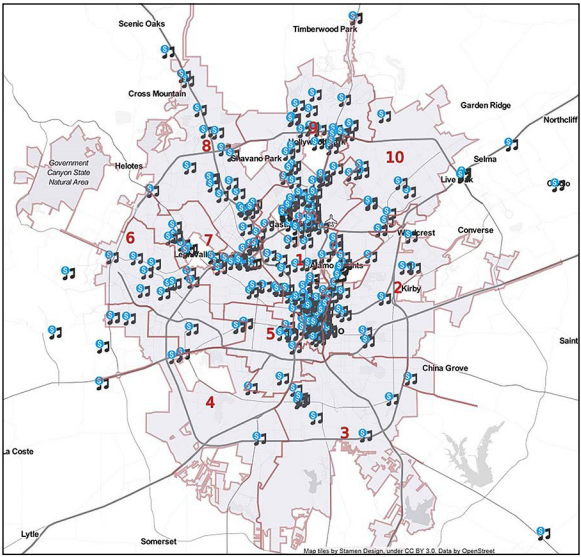 Scenic Oaks
Timberwood Park
Cross Mountain
Garden Ridge
Northcliff
9
8
Shavano Park
10
Selma
Helotes
Government
Canyon State
Natural Area
Live Oak
6
7
Converse
1
2
Kirby
5
Saint
China Grove
4
3
La Coste
Lytle
Somerset
Map tiles by Stamen Design, under CC BY 3.0. Data by OpenStreet